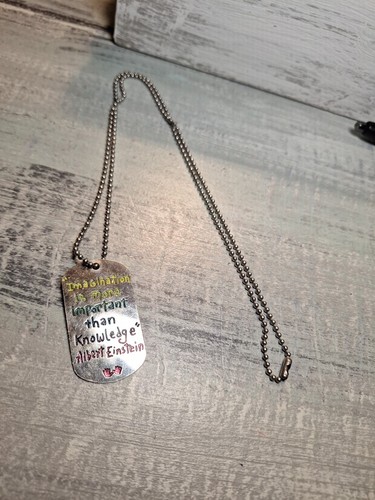 "Imagination
is more
important
than
Knowledge"
Albert Einstein